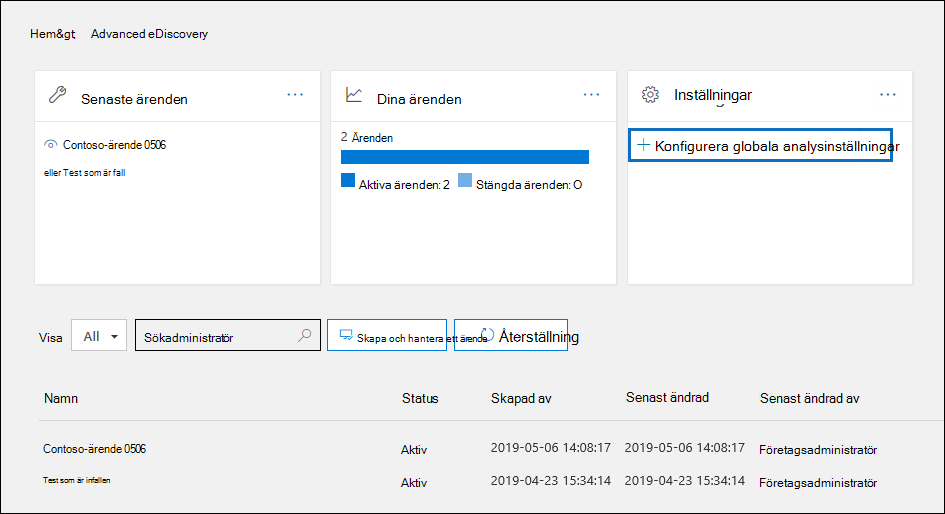 Hem&gt; Advanced eDiscovery
Senaste ärenden ...
Dina ärenden ...
Inställningar ...
Contoso-ärende 0506
eller Test som är fall
2 Ärenden
Aktiva ärenden: 2 Stängda ärenden: O
+ Konfigurera globala analysinställningar
Visa All Sökadministratör Skapa och hantera ett ärende Återställning
Namn Status Skapad av Senast ändrad Senast ändrad av
Contoso-ärende 0506 Aktiv 2019-05-06 14:08:17 2019-05-06 14:08:17 Företagsadministratör
Test som är infallen Aktiv 2019-04-23 15:34:14 2019-04-23 15:34:14 Företagsadministratör